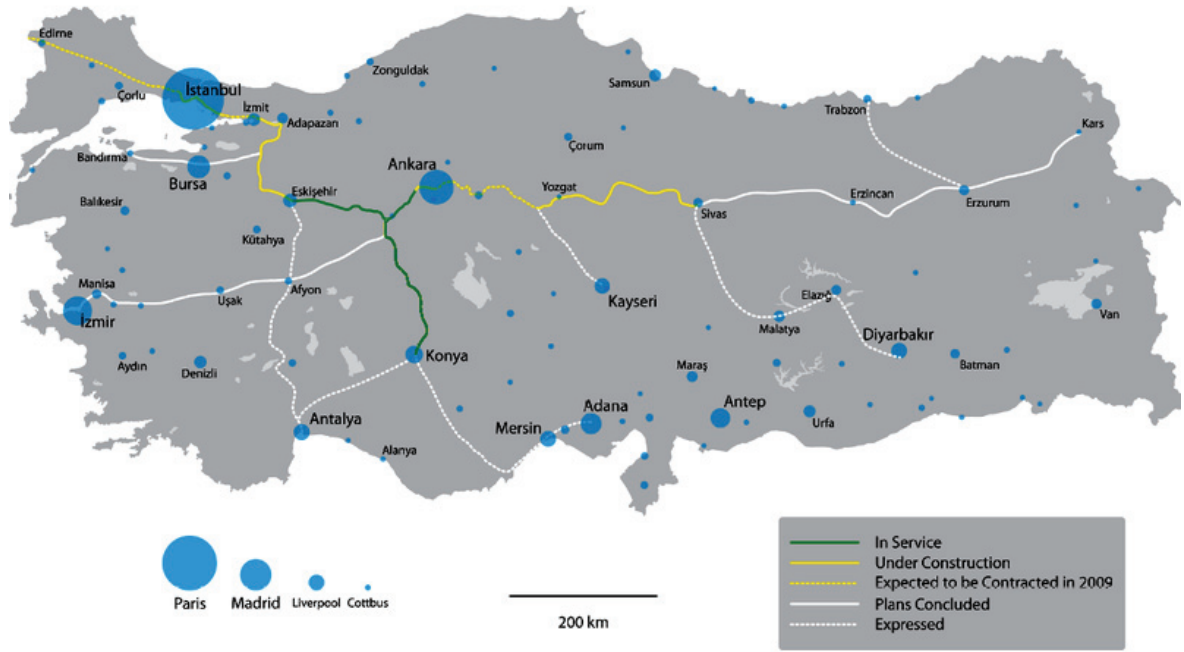 Edirne
Zonguldak
Samsun
İstanbul
Çorlu
İzmit
Adapazarı
Trabzon
Kars
Çorum
Bandırma
Bursa
Ankara
Eskişehir
Yozgat
Sivas
Erzincan
Erzurum
Balıkesir
Kütahya
Manisa
Uşak
Afyon
İzmir
Kayseri
Elazığ
Malatya
Diyarbakır
Van
Batman
Aydın
Denizli
Konya
Maraş
Antep
Urfa
Antalya
Alanya
Mersin
Adana
Paris
Madrid
Liverpool
Cottbus
200 km
In Service
Under Construction
Expected to be Contracted in 2009
Plans Concluded
Expressed